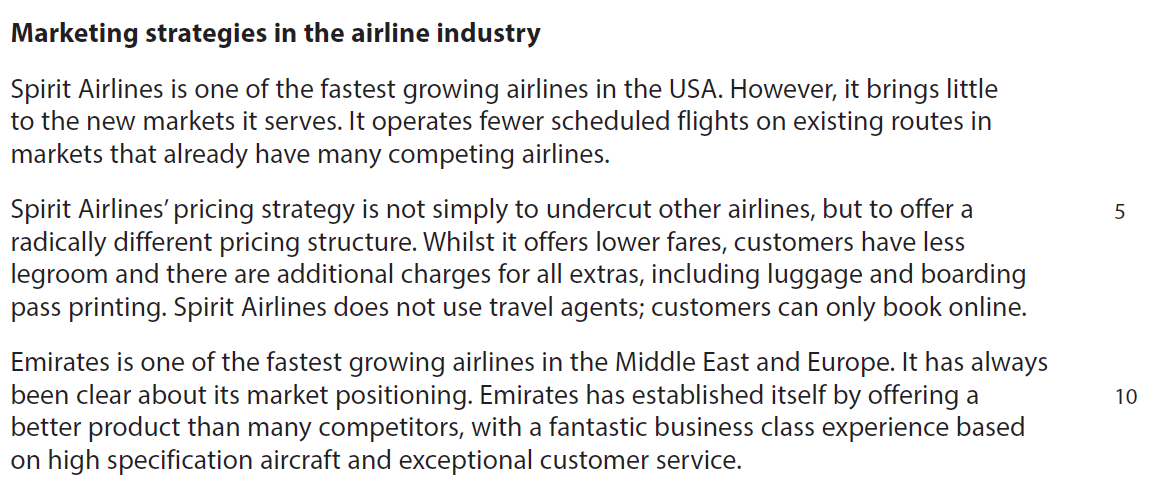 Marketing strategies in the airline industry
Spirit Airlines is one of the fastest growing airlines in the USA. However, it brings little
to the new markets it serves. It operates fewer scheduled flights on existing routes in
markets that already have many competing airlines.
Spirit Airlines’ pricing strategy is not simply to undercut other airlines, but to offer a 5
radically different pricing structure. Whilst it offers lower fares, customers have less
legroom and there are additional charges for all extras, including luggage and boarding
pass printing. Spirit Airlines does not use travel agents; customers can only book online.
Emirates is one of the fastest growing airlines in the Middle East and Europe. It has always
been clear about its market positioning. Emirates has established itself by offering a 10
better product than many competitors, with a fantastic business class experience based
on high specification aircraft and exceptional customer service.